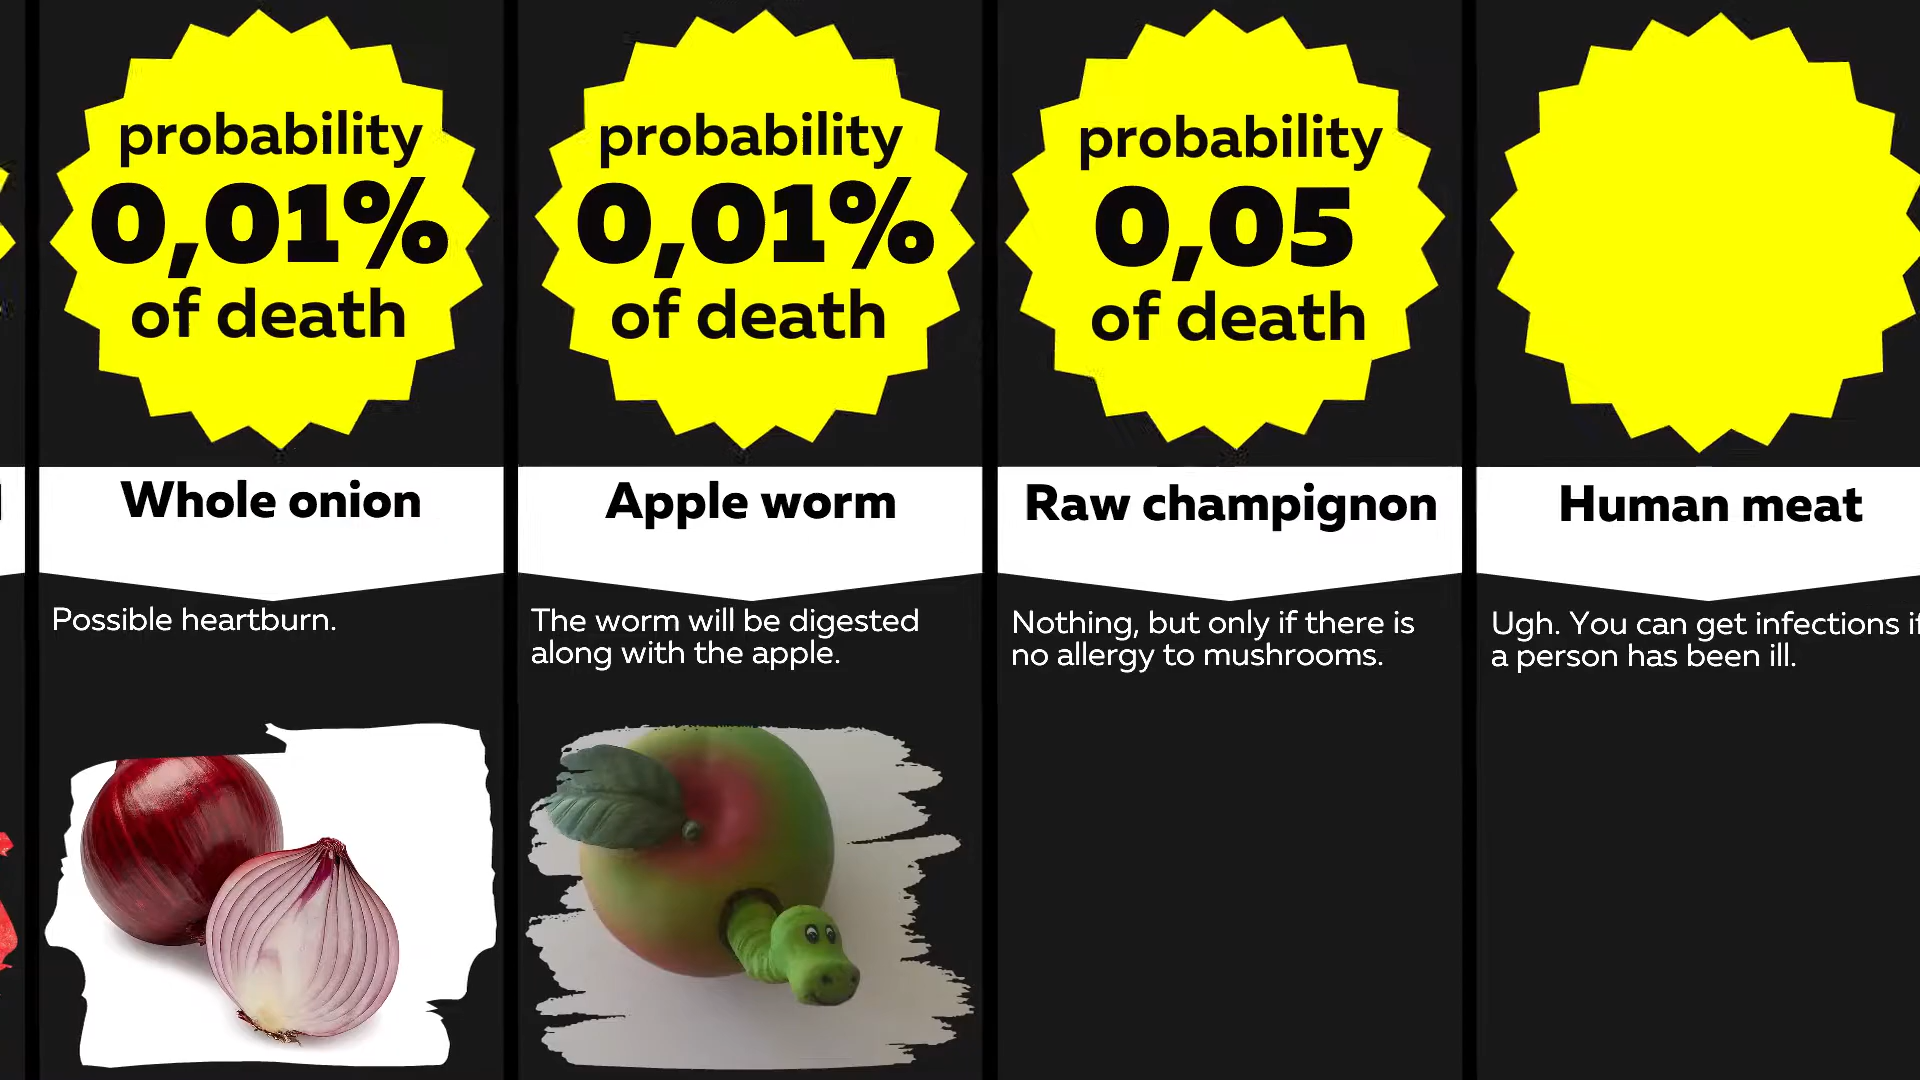 probability
0,01%
of death
Whole onion
Possible heartburn.
probability
0,01%
of death
Apple worm
The worm will be digested
along with the apple.
probability
0,05
of death
Raw champignon
Nothing, but only if there is
no allergy to mushrooms.
Human meat
Ugh. You can get infections if
a person has been ill.